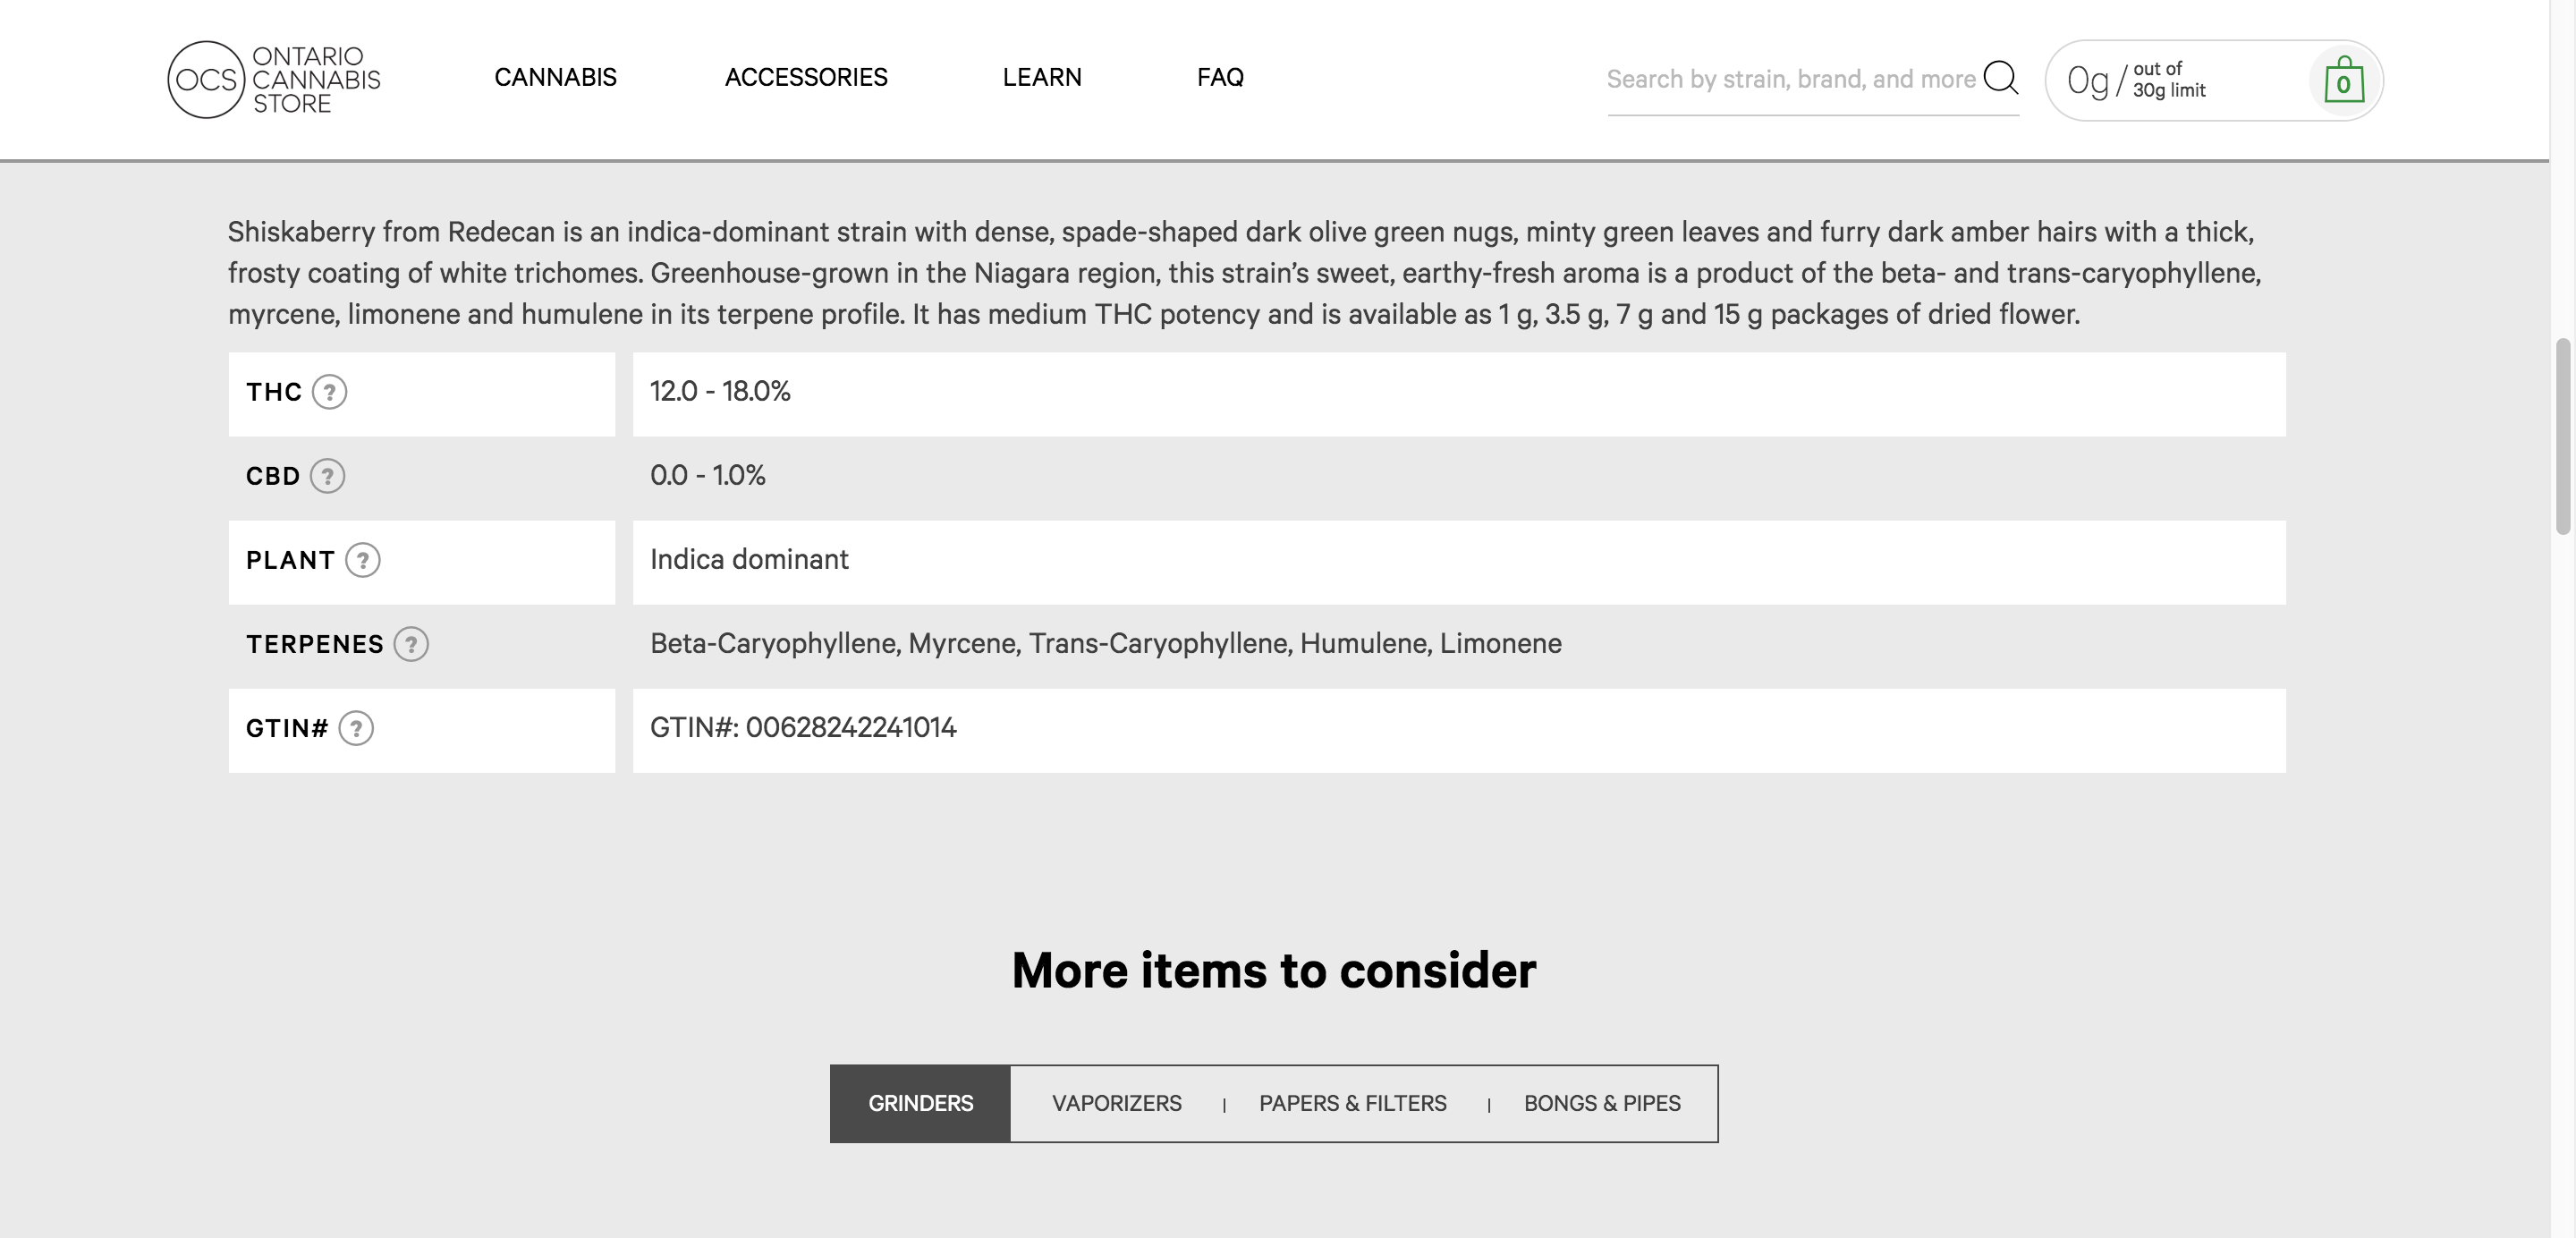 OCS
ONTARIO
CANNABIS
STORE
CANNABIS
ACCESSORIES
LEARN
FAQ
Search by strain, brand, and more
0g / out of
30g limit
0
Shiskaberry from Redecan is an indica-dominant strain with dense, spade-shaped dark olive green nugs, minty green leaves and furry dark amber hairs with a thick,
frosty coating of white trichomes. Greenhouse-grown in the Niagara region, this strain’s sweet, earthy-fresh aroma is a product of the beta- and trans-caryophyllene,
myrcene, limonene and humulene in its terpene profile. It has medium THC potency and is available as 1 g, 3.5 g, 7 g and 15 g packages of dried flower.
THC ? 12.0 - 18.0%
CBD ? 0.0 - 1.0%
PLANT ? Indica dominant
TERPENES ? Beta-Caryophyllene, Myrcene, Trans-Caryophyllene, Humulene, Limonene
GTIN# ? GTIN#: 00628242241014
More items to consider
GRINDERS VAPORIZERS | PAPERS & FILTERS | BONGS & PIPES